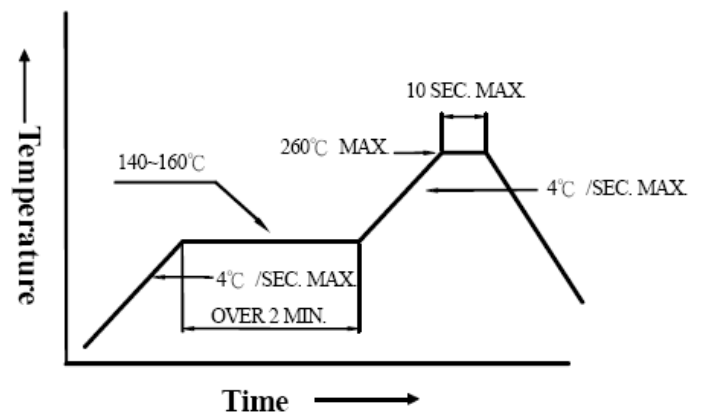 10 SEC. MAX.
260℃ MAX.
140~160℃
4℃ /SEC. MAX.
4℃ /SEC. MAX.
OVER 2 MIN.
Temperature
Time